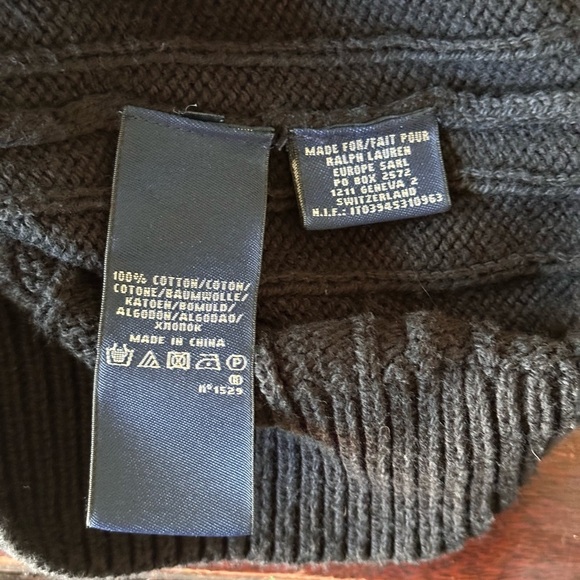 100% COTTON/COTON/
COTONE/BAUMWOLLE/
KATOEN/BOMULD/
ALGODON/ALGODAO/
ХЛОПОК
MADE IN CHINA
P
H
Nº1529
MADE FOR/FAIT POUR
RALPH LAUREN
EUROPE SARL
PO BOX 2572
1211 GENEVA 2
SWITZERLAND
N.I.F.: IT03945310963